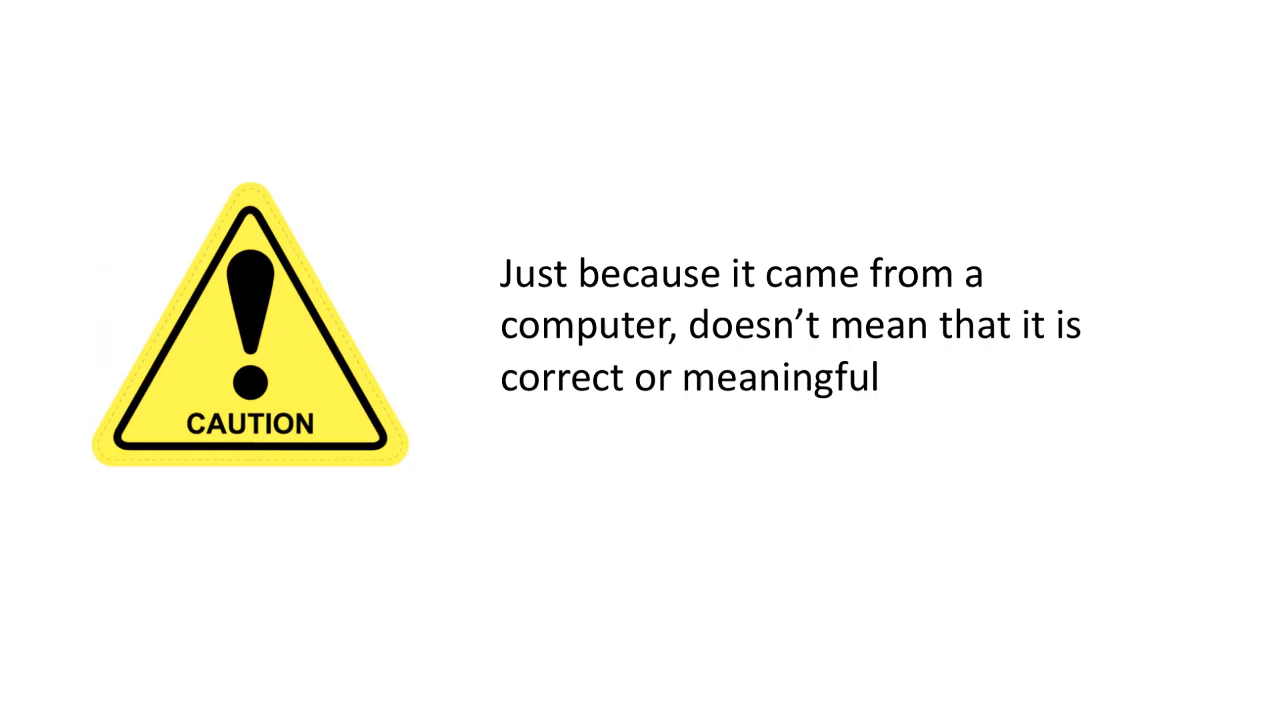 CAUTION
Just because it came from a
computer, doesn’t mean that it is
correct or meaningful